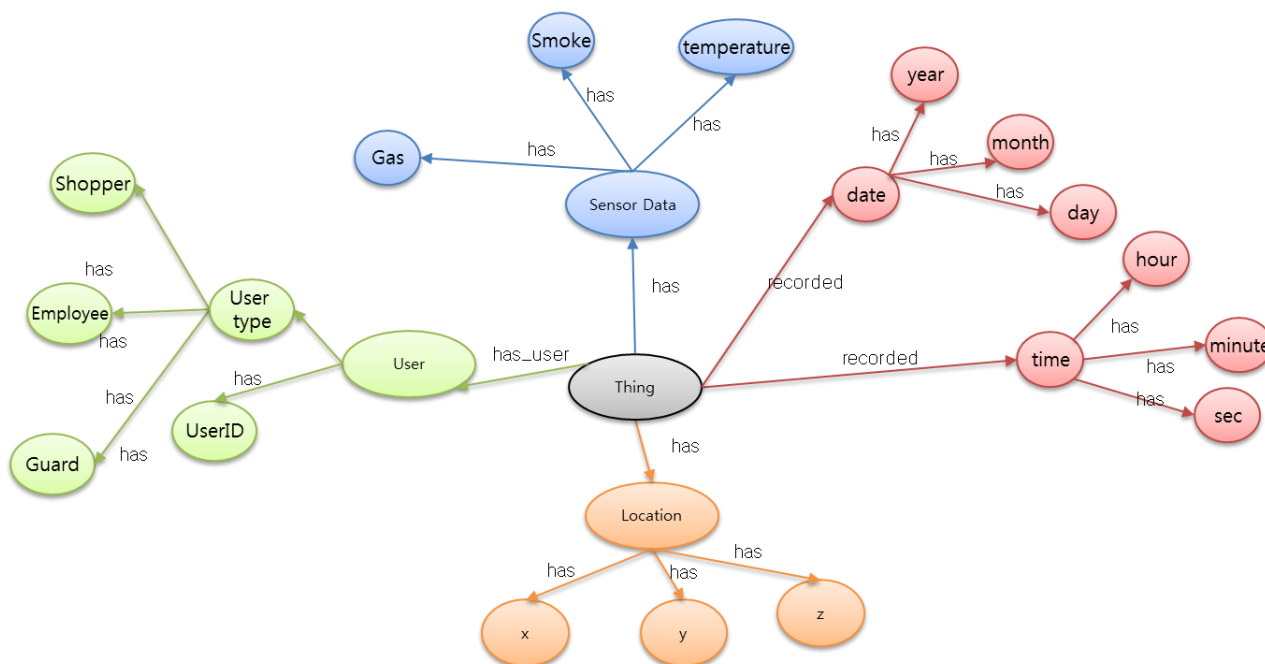 Smoke
temperature
year
has
has
has
month
Gas
has
has
Shopper
Sensor Data
date
has
day
hour
has
User
type
has
recorded
Employee
has
has
minute
has_user
recorded
time
has
User
Thing
has
has
has
sec
UserID
has
Guard
has
has
Location
has
has
has
x
y
z